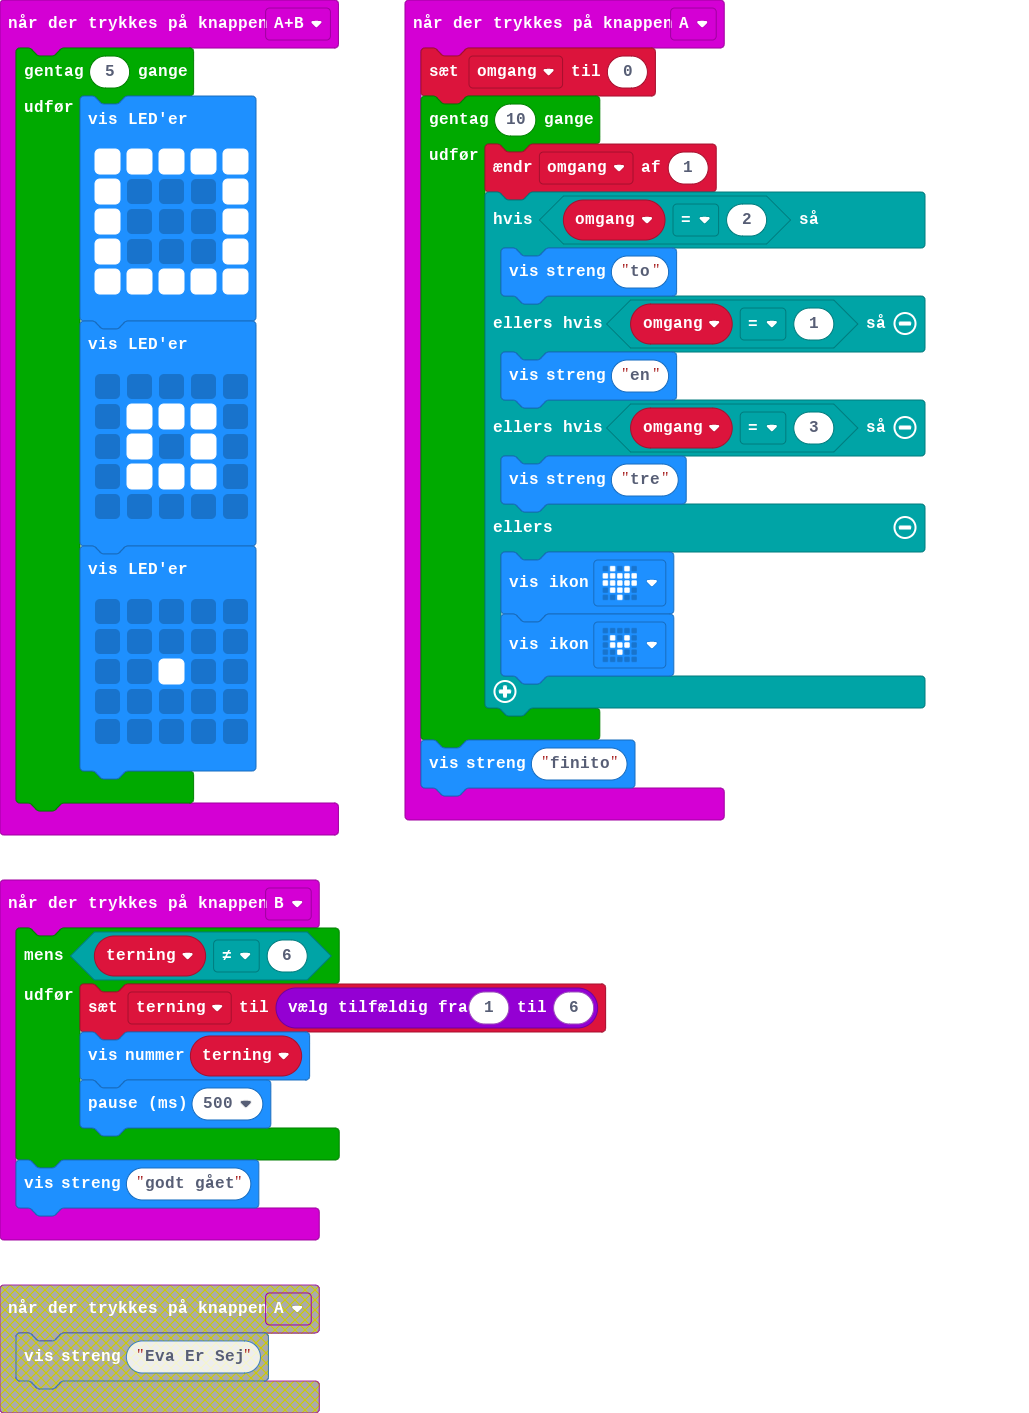 når der trykkes på knappen A+B
gentag 5 gange
udfør
vis LED'er
vis LED'er
vis LED'er
når der trykkes på knappen A
sæt omgang til 0
gentag 10 gange
udfør
ændr omgang af 1
hvis omgang = 2 så
vis streng "to"
ellers hvis omgang = 1 så
vis streng "en"
ellers hvis omgang = 3 så
vis streng "tre"
ellers
vis ikon
vis ikon
vis streng "finito"
når der trykkes på knappen B
mens terning ≠ 6
udfør
sæt terning til vælg tilfældig fra 1 til 6
vis nummer terning
pause (ms) 500
vis streng "godt gået"
når der trykkes på knappen A
vis streng "Eva Er Sej"